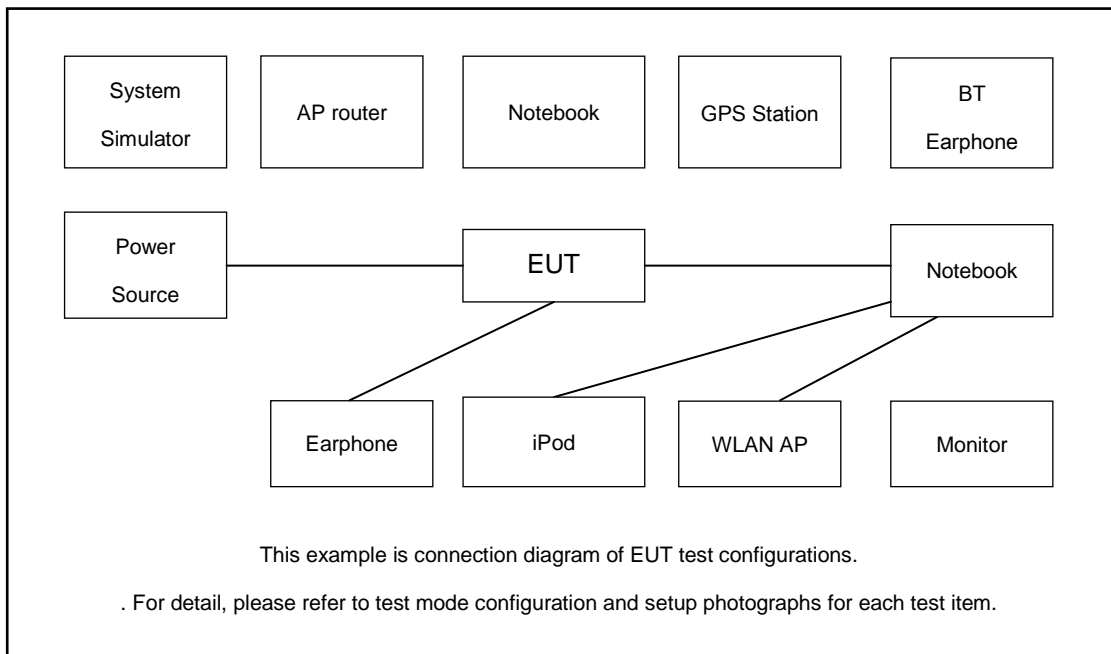 System
Simulator
AP router
Notebook
GPS Station
BT
Earphone
Power
Source
EUT
Notebook
Earphone
iPod
WLAN AP
Monitor
This example is connection diagram of EUT test configurations.
. For detail, please refer to test mode configuration and setup photographs for each test item.